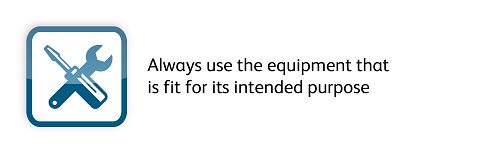 Always use the equipment that
is fit for its intended purpose